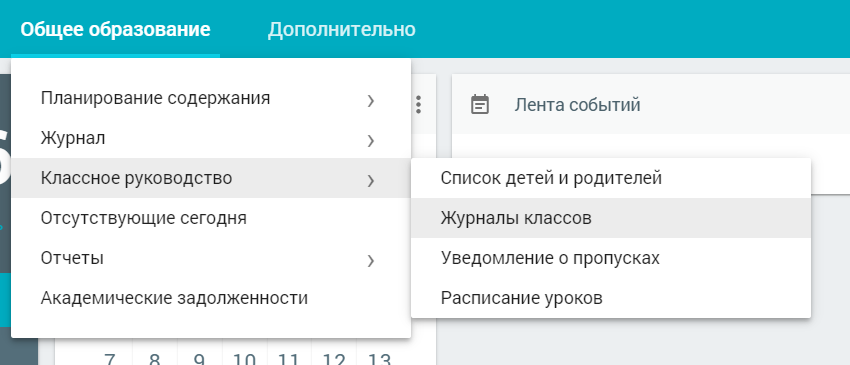 Общее образование
Дополнительно
Планирование содержания
Журнал
Классное руководство
Отсутствующие сегодня
Отчеты
Академические задолженности
Лента событий
Список детей и родителей
Журналы классов
Уведомление о пропусках
Расписание уроков
7 8 9 10 11 12 13